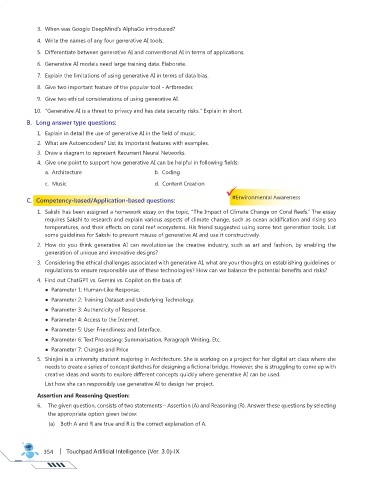 3. When was Google DeepMind's AlphaGo introduced?
4. Write the names of any four generative AI tools.
5. Differentiate between generative AI and conventional AI in terms of applications.
6. Generative AI models need large training data. Elaborate.
7. Explain the limitations of using generative AI in terms of data bias.
8. Give two important feature of the popular tool - Artbreeder.
9. Give two ethical considerations of using generative AI.
10. "Generative AI is a threat to privacy and has data security risks." Explain in short.
B. Long answer type questions:
1. Explain in detail the use of generative AI in the field of music.
2. What are Autoencoders? List its important features with examples.
3. Draw a diagram to represent Recurrent Neural Networks.
4. Give one point to support how generative AI can be helpful in following fields:
a. Architecture b. Coding
c. Music d. Content Creation
C. Competency-based/Application-based questions: #Environmental Awareness
1. Sakshi has been assigned a homework essay on the topic, "The Impact of Climate Change on Coral Reefs." The essay
requires Sakshi to research and explain various aspects of climate change, such as ocean acidification and rising sea
temperatures, and their effects on coral reef ecosystems. His friend suggested using some text generation tools. List
some guidelines for Sakshi to prevent misuse of generative AI and use it constructively.
2. How do you think generative AI can revolutionise the creative industry, such as art and fashion, by enabling the
generation of unique and innovative designs?
3. Considering the ethical challenges associated with generative AI, what are your thoughts on establishing guidelines or
regulations to ensure responsible use of these technologies? How can we balance the potential benefits and risks?
4. Find out ChatGPT vs. Gemini vs. Copilot on the basis of:
● Parameter 1: Human-Like Response.
● Parameter 2: Training Dataset and Underlying Technology.
● Parameter 3: Authenticity of Response.
● Parameter 4: Access to the Internet.
● Parameter 5: User Friendliness and Interface.
● Parameter 6: Text Processing: Summarisation, Paragraph Writing, Etc.
● Parameter 7: Charges and Price
5. Shinjini is a university student majoring in Architecture. She is working on a project for her digital art class where she
needs to create a series of concept sketches for designing a fictional bridge. However, she is struggling to come up with
creative ideas and wants to explore different concepts quickly where generative AI can be used.
List how she can responsibly use generative AI to design her project.
Assertion and Reasoning Question:
6. The given question, consists of two statements – Assertion (A) and Reasoning (R). Answer these questions by selecting
the appropriate option given below:
(a) Both A and R are true and R is the correct explanation of A.
354 | Touchpad Artificial Intelligence (Ver. 3.0)-IX